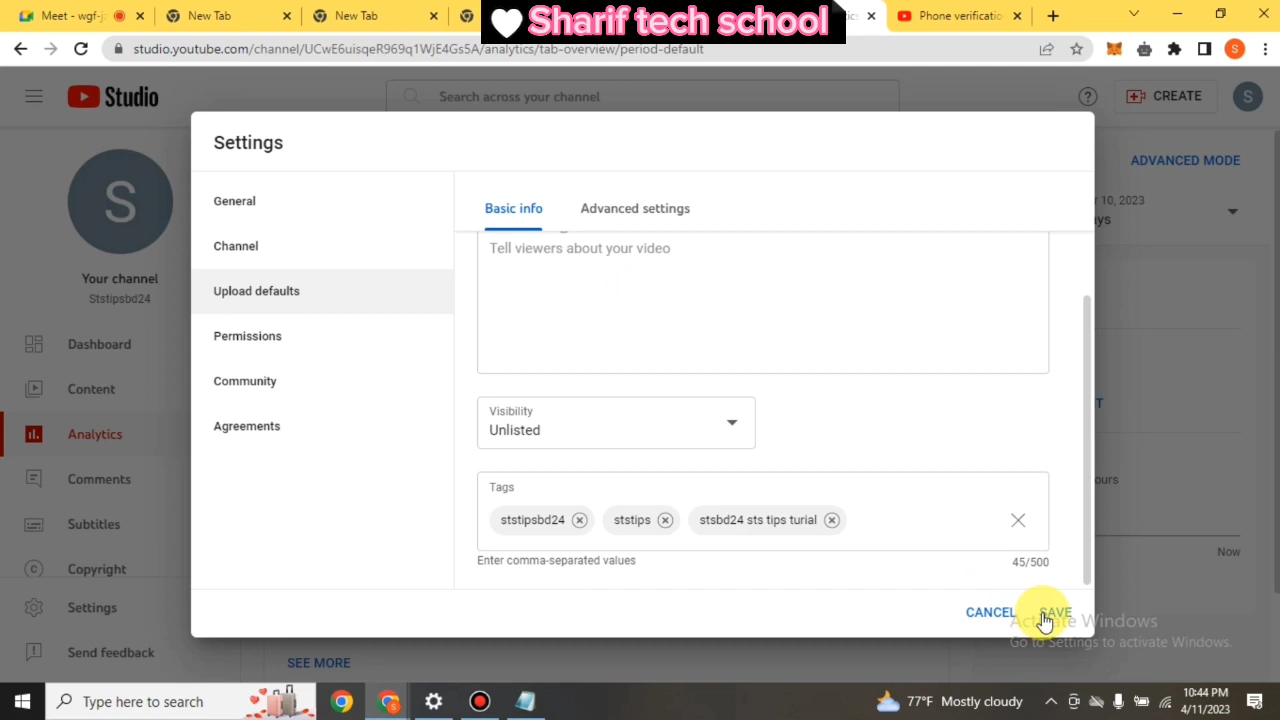 Meet - wgf-j
New Tab
New Tab
Sharif tech school
Phone verificatio
studio.youtube.com/channel/UCwE6uisqeR969q1WjE4Gs5A/analytics/tab-overview/period-default
S
Studio
Search across your channel
CREATE
S
Settings
ADVANCED MODE
S
General
Basic info
Advanced settings
r 10, 2023
ays
Channel
Tell viewers about your video
Your channel
Ststipsbd24
Upload defaults
Permissions
Dashboard
Community
Content
Visibility
Unlisted
T
Agreements
Analytics
Comments
Tags
ours
ststipsbd24
ststips
stsbd24 sts tips turial
Subtitles
Enter comma-separated values
45/500
Now
Copyright
Settings
CANCEL
SAVE
Activate Windows
Go to Settings to activate Windows.
Send feedback
SEE MORE
Type here to search
77°F Mostly cloudy
10:44 PM
4/11/2023